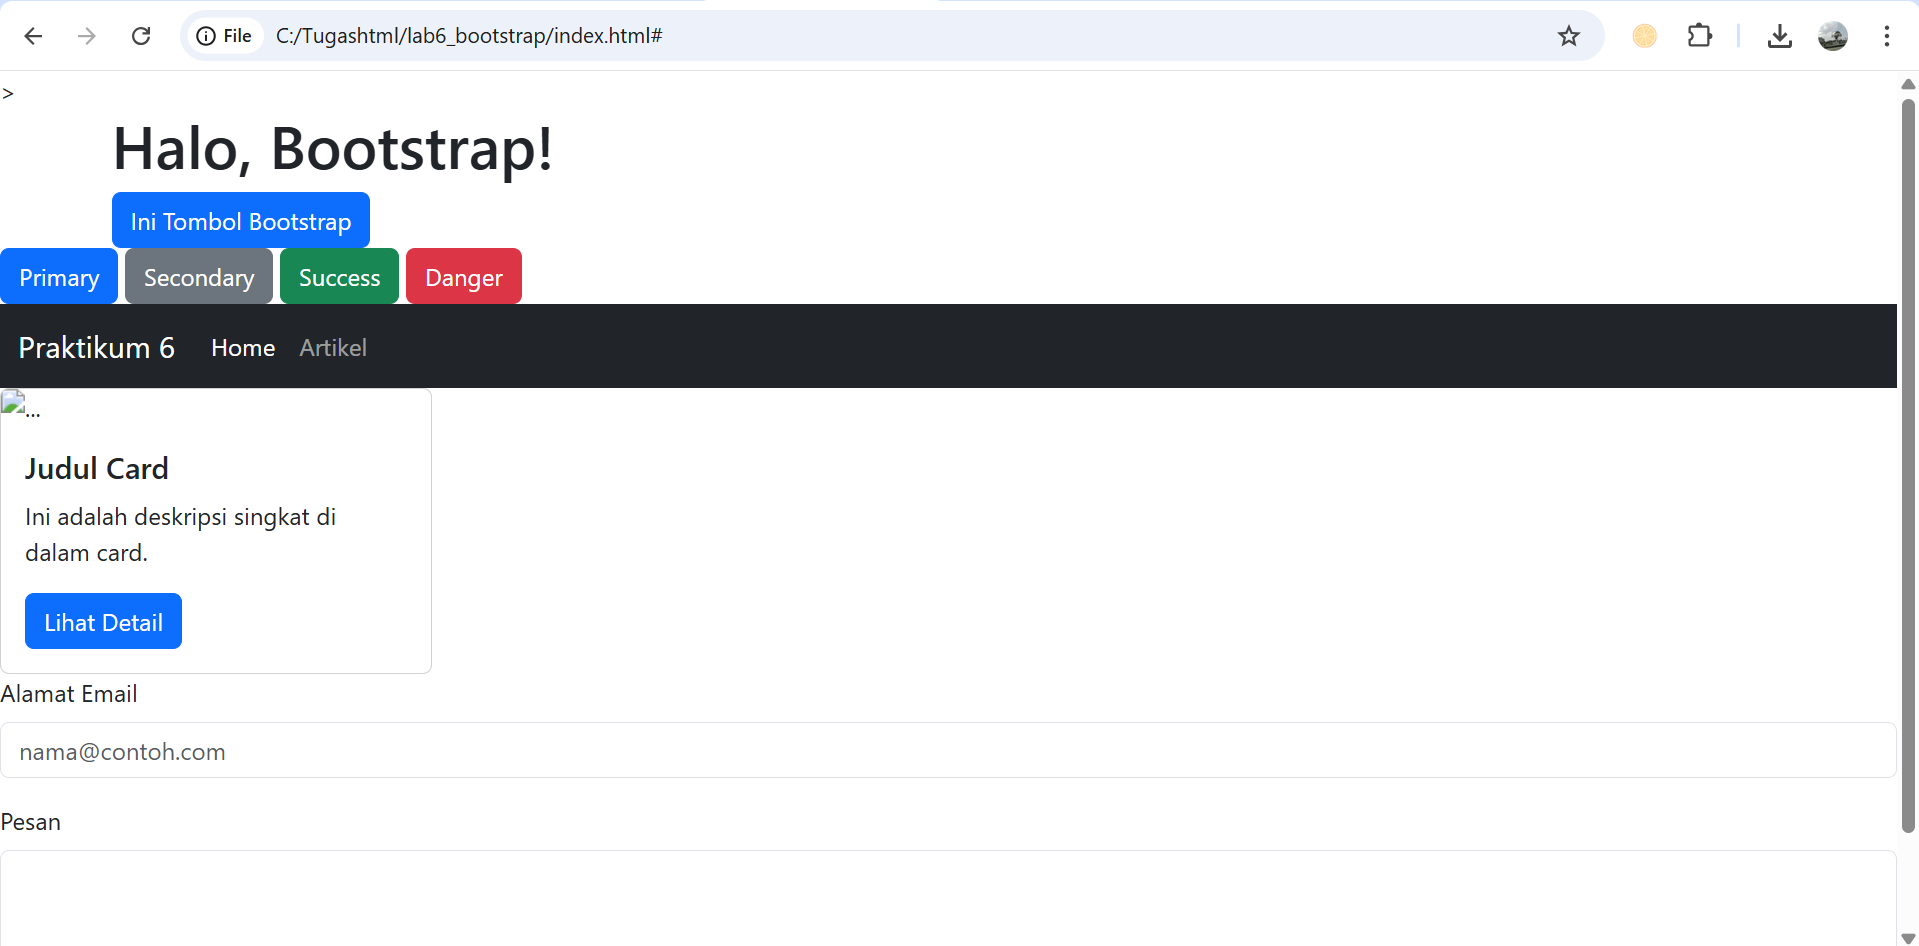 File C:/Tugashtml/lab6_bootstrap/index.html#
>
Halo, Bootstrap!
Ini Tombol Bootstrap
Primary Secondary Success Danger
Praktikum 6 Home Artikel
...
Judul Card
Ini adalah deskripsi singkat di
dalam card.
Lihat Detail
Alamat Email
nama@contoh.com
Pesan